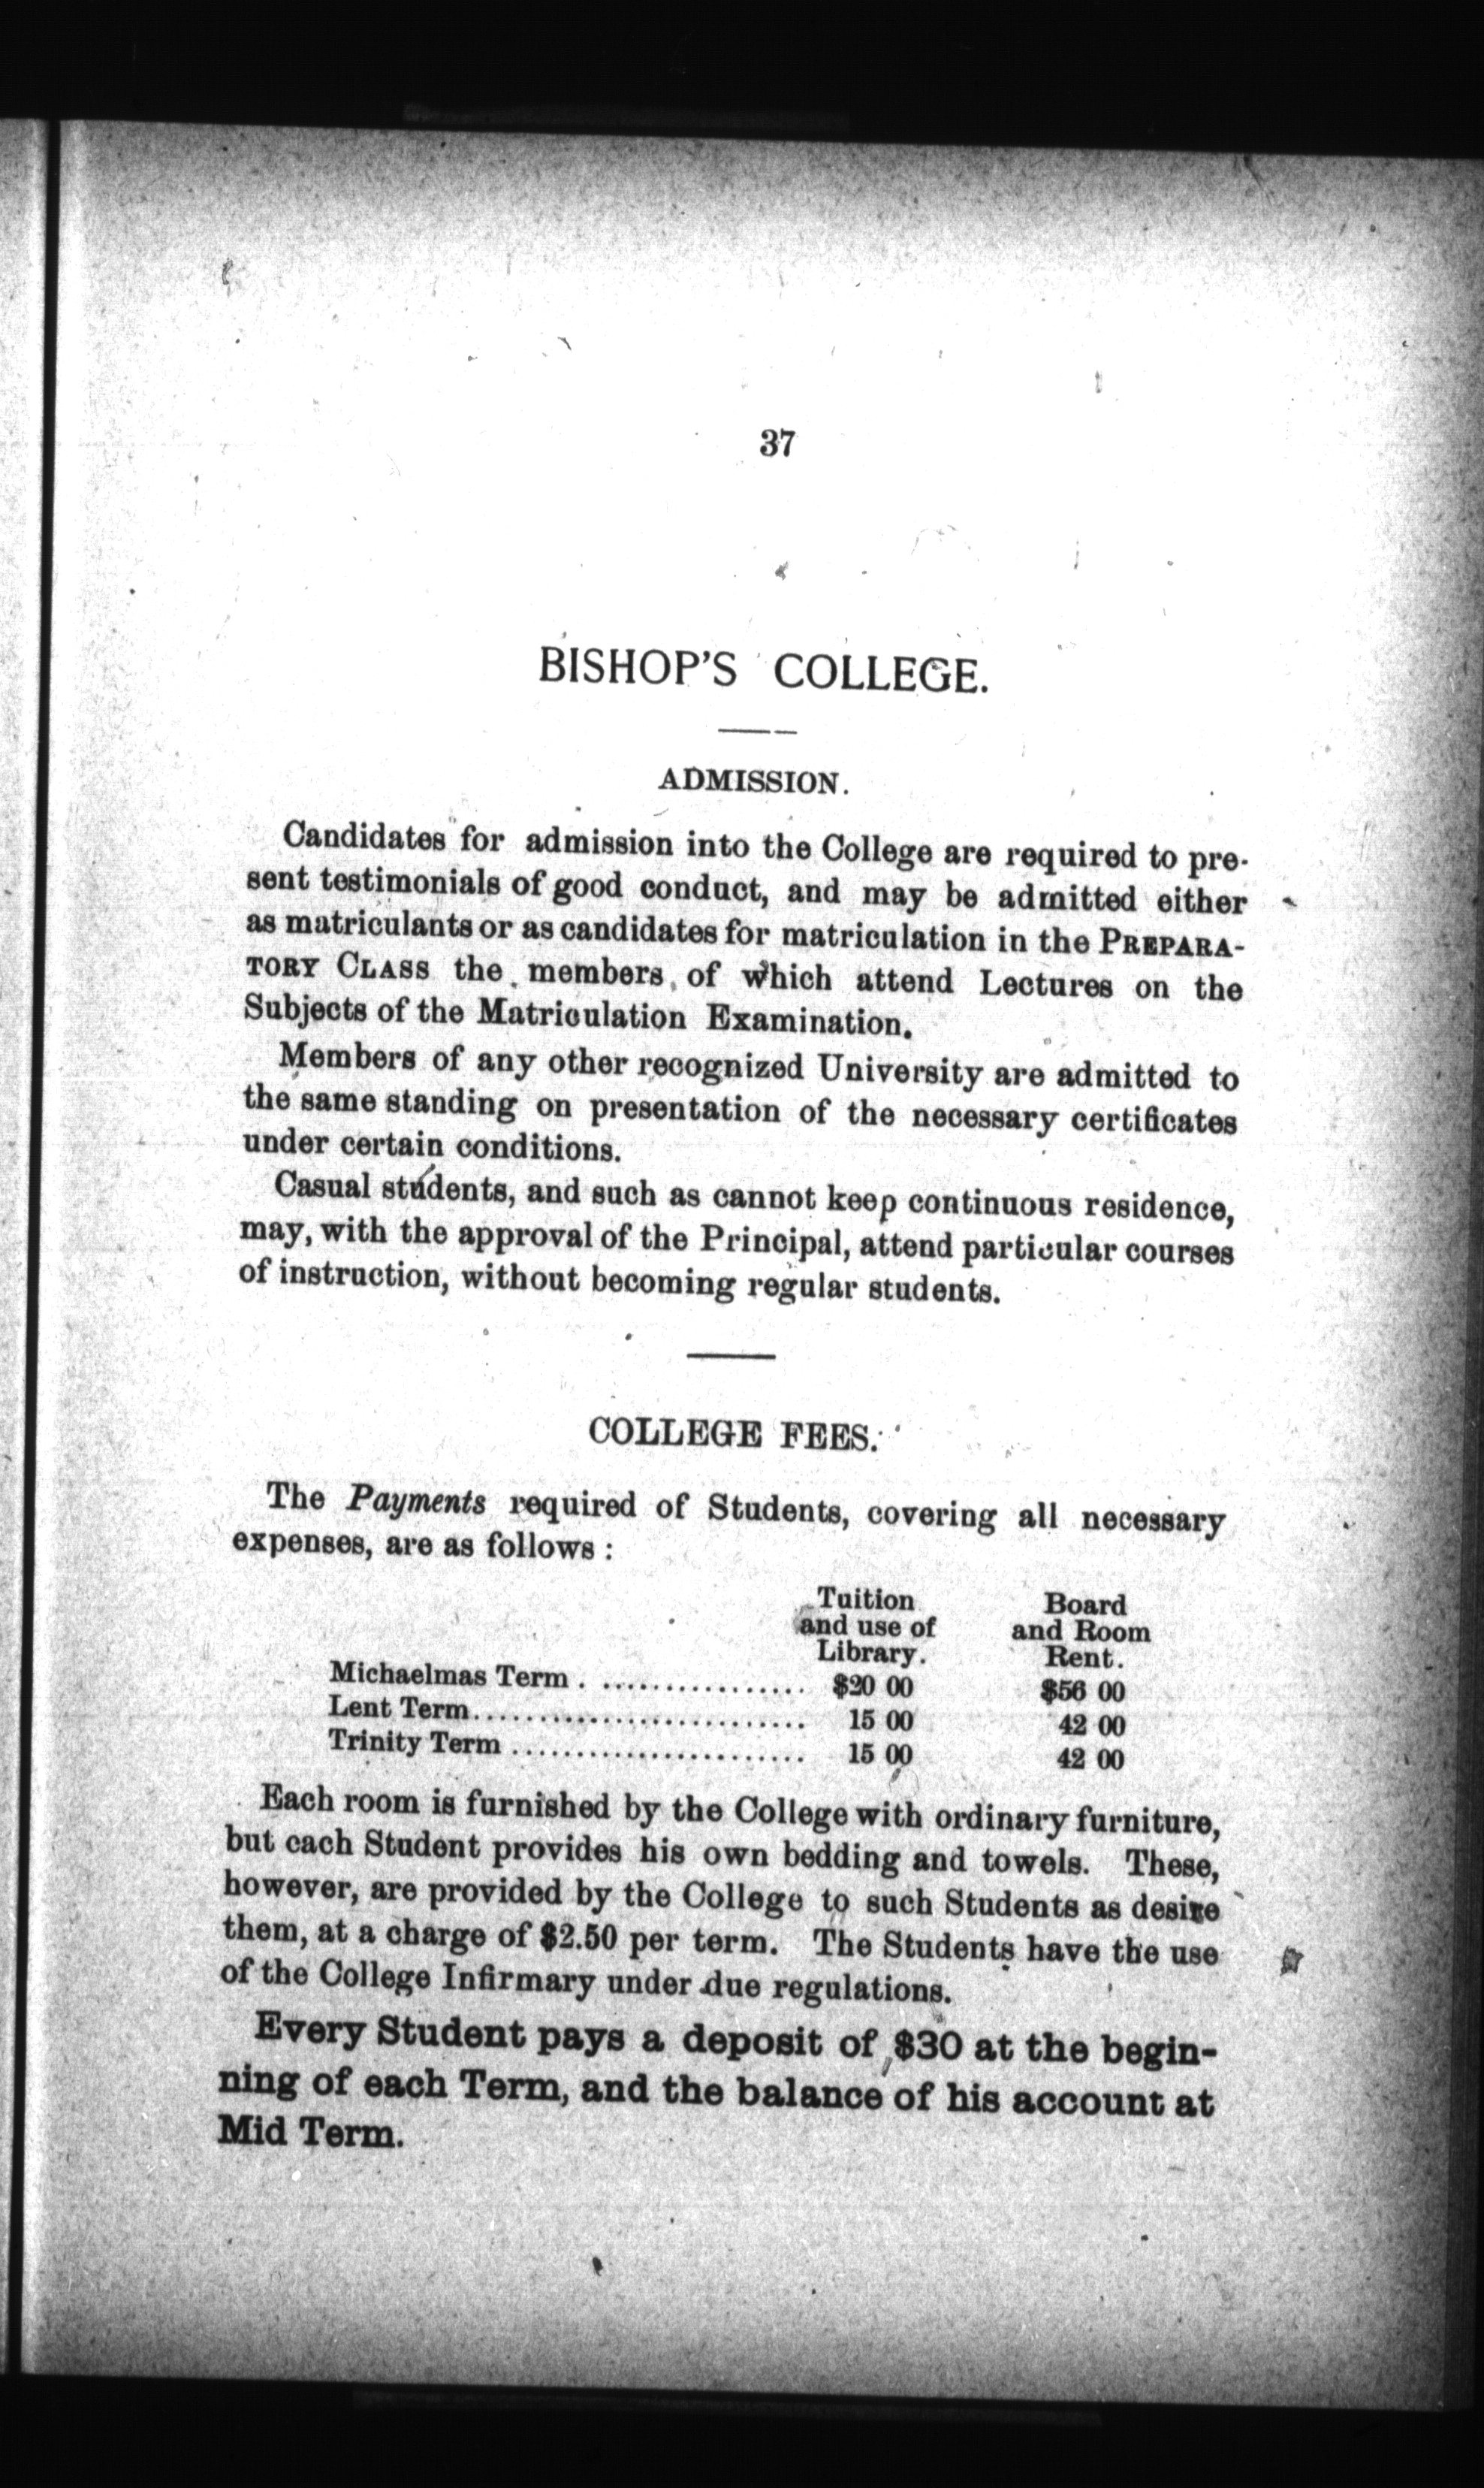 37
BISHOP'S COLLEGE.
ADMISSION.
Candidates for admission into the College are required to pre-
sent testimonials of good conduct, and may be admitted either
as matriculants or as candidates for matriculation in the PREPARA-
TORY CLASS the members of which attend Lectures on the
Subjects of the Matriculation Examination.
Members of any other recognized University are admitted to
the same standing on presentation of the necessary certificates
under certain conditions.
Casual students, and such as cannot keep continuous residence,
may, with the approval of the Principal, attend particular courses
of instruction, without becoming regular students.
COLLEGE FEES.
The Payments required of Students, covering all necessary
expenses, are as follows :
Tuition Board
and use of and Room
Library. Rent.
Michaelmas Term . ................ $20 00 $56 00
Lent Term.......................... 15 00 42 00
Trinity Term ....................... 15 00 42 00
Each room is furnished by the College with ordinary furniture,
but each Student provides his own bedding and towels. These,
however, are provided by the College to such Students as desire
them, at a charge of $2.50 per term. The Students have the use
of the College Infirmary under due regulations.
Every Student pays a deposit of $30 at the begin-
ning of each Term, and the balance of his account at
Mid Term.